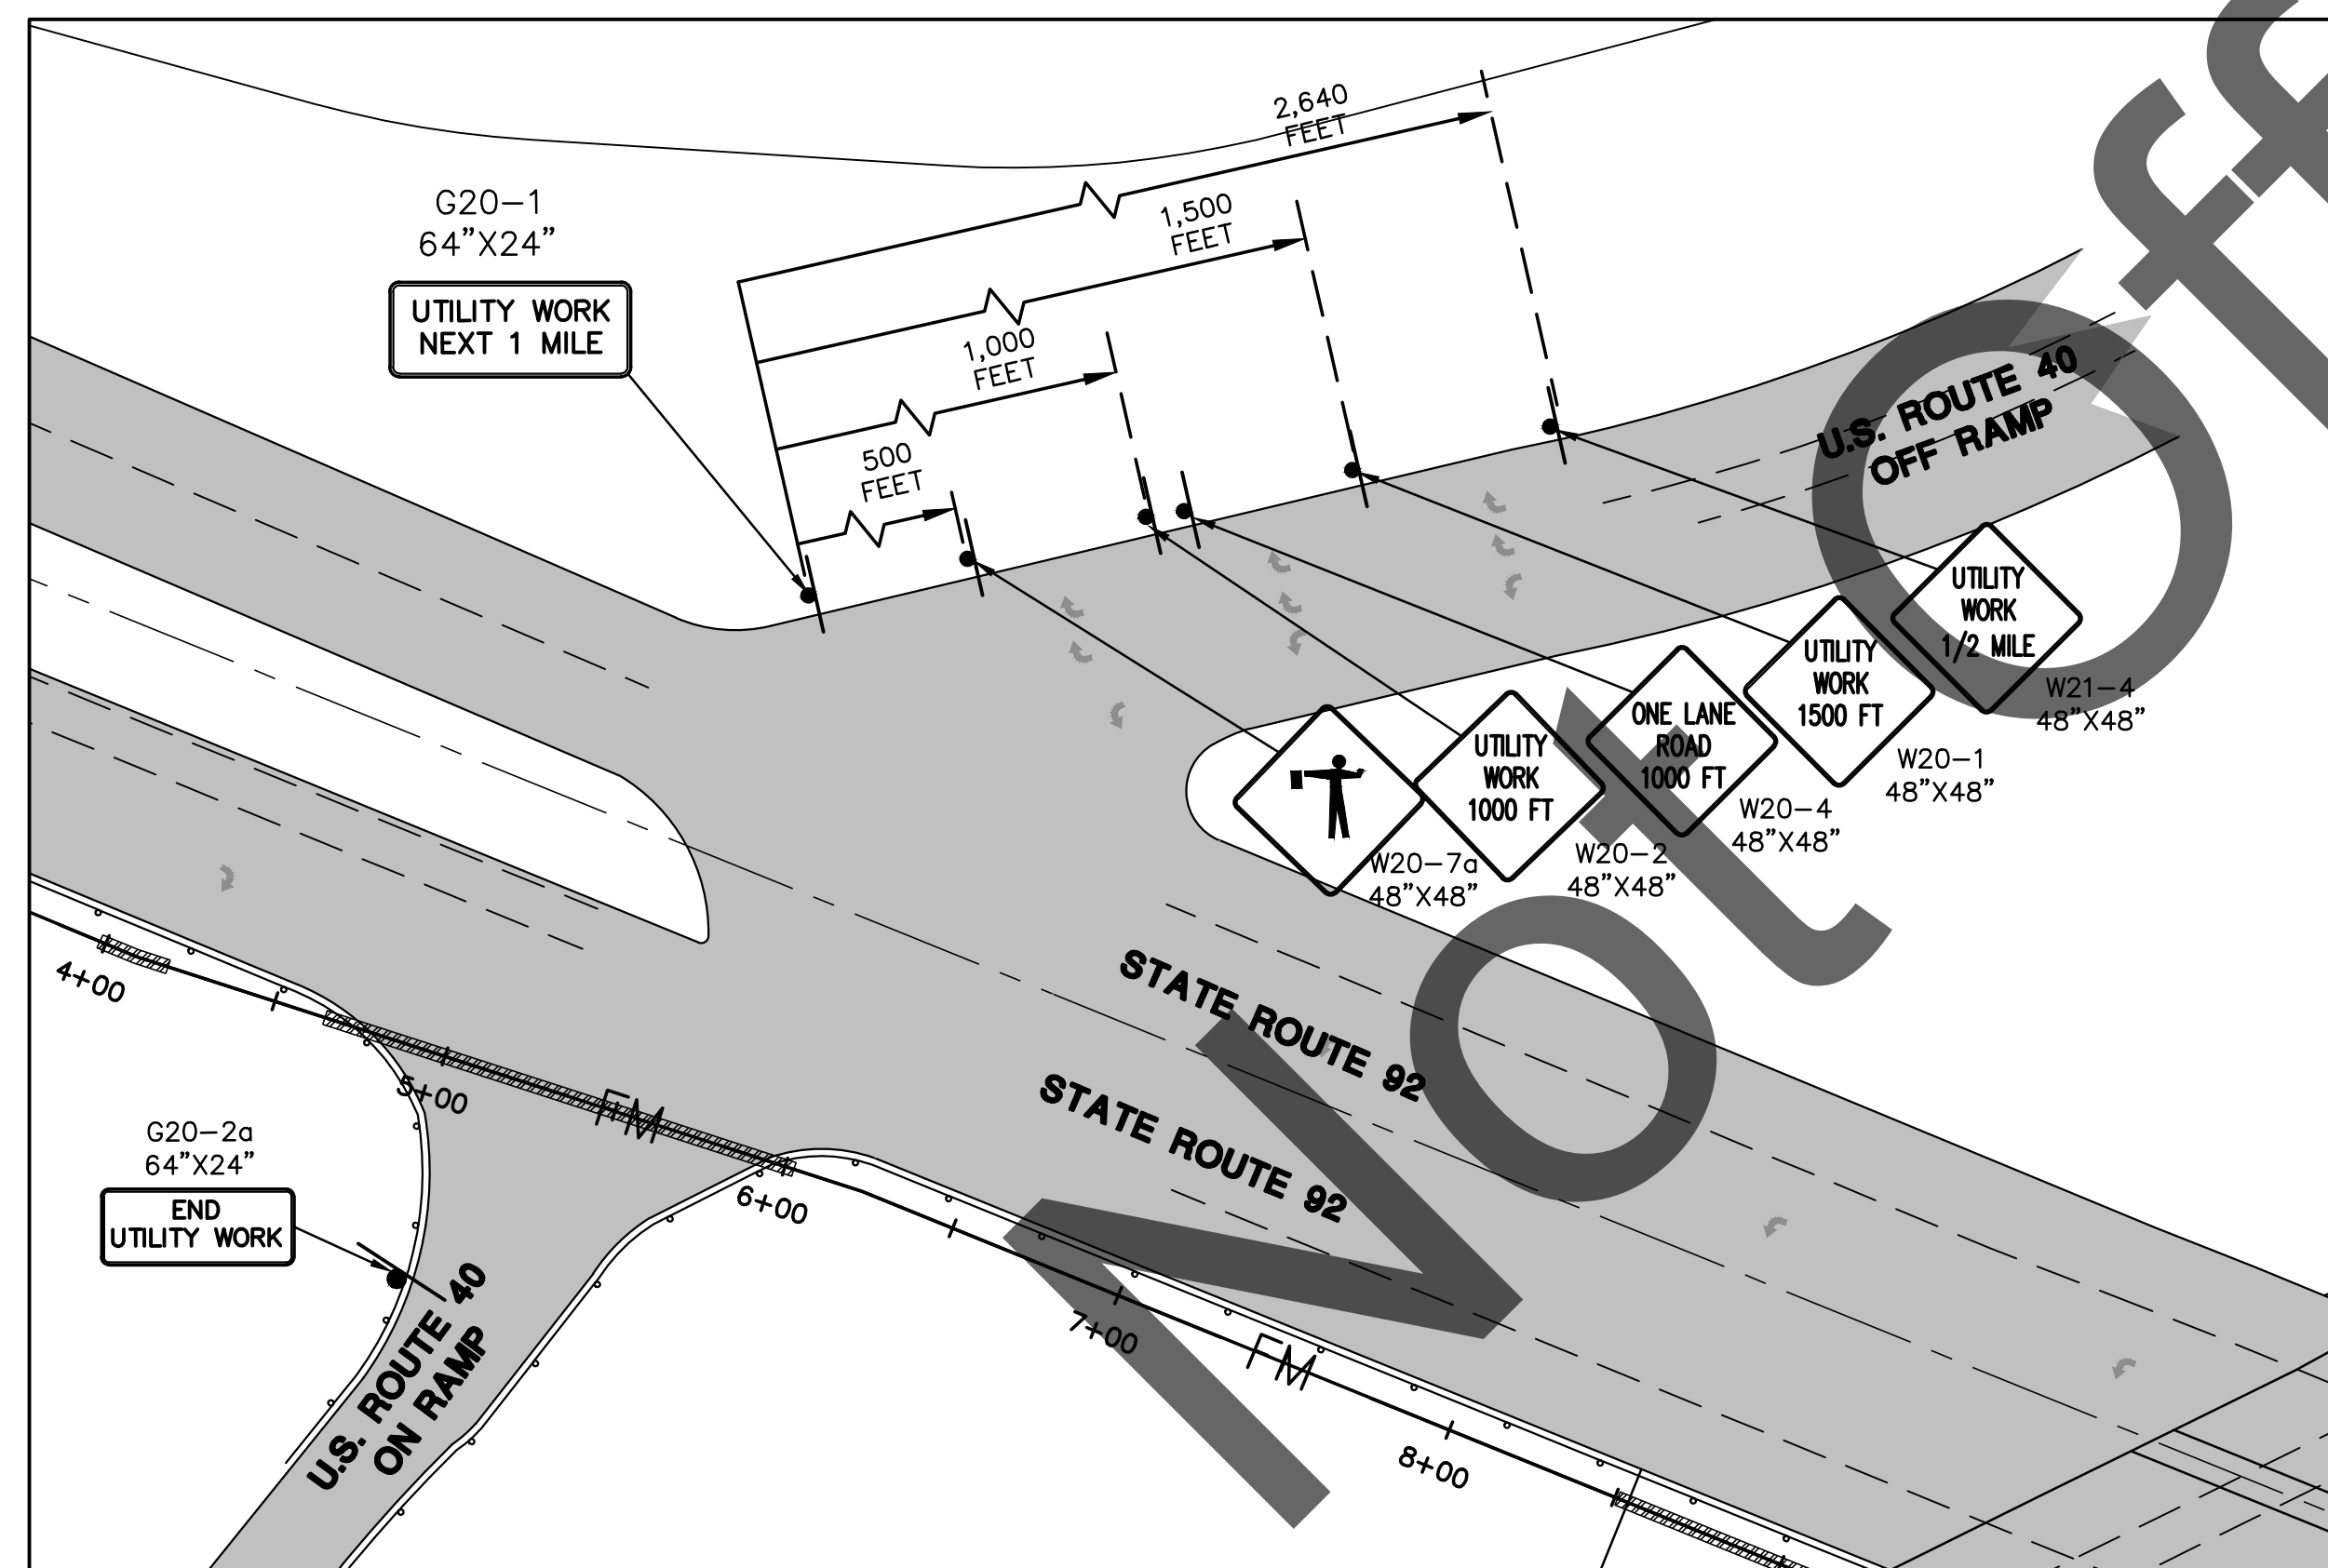 2,640
FEET
1,500
FEET
1,000
FEET
500
FEET
G20-1
64"X24"
UTILITY WORK
NEXT 1 MILE
U.S. ROUTE 40
OFF RAMP
UTILITY
WORK
1/2 MILE
W21-4
48"X48"
UTILITY
WORK
1500 FT
W20-1
48"X48"
ONE LANE
ROAD
1000 FT
W20-4
48"X48"
UTILITY
WORK
1000 FT
W20-2
48"X48"
W20-7a
48"X48"
STATE ROUTE 92
STATE ROUTE 92
4+00
5+00
FM
6+00
7+00
FM
8+00
G20-2a
64"X24"
END
UTILITY WORK
U.S. ROUTE 40
ON RAMP
Not